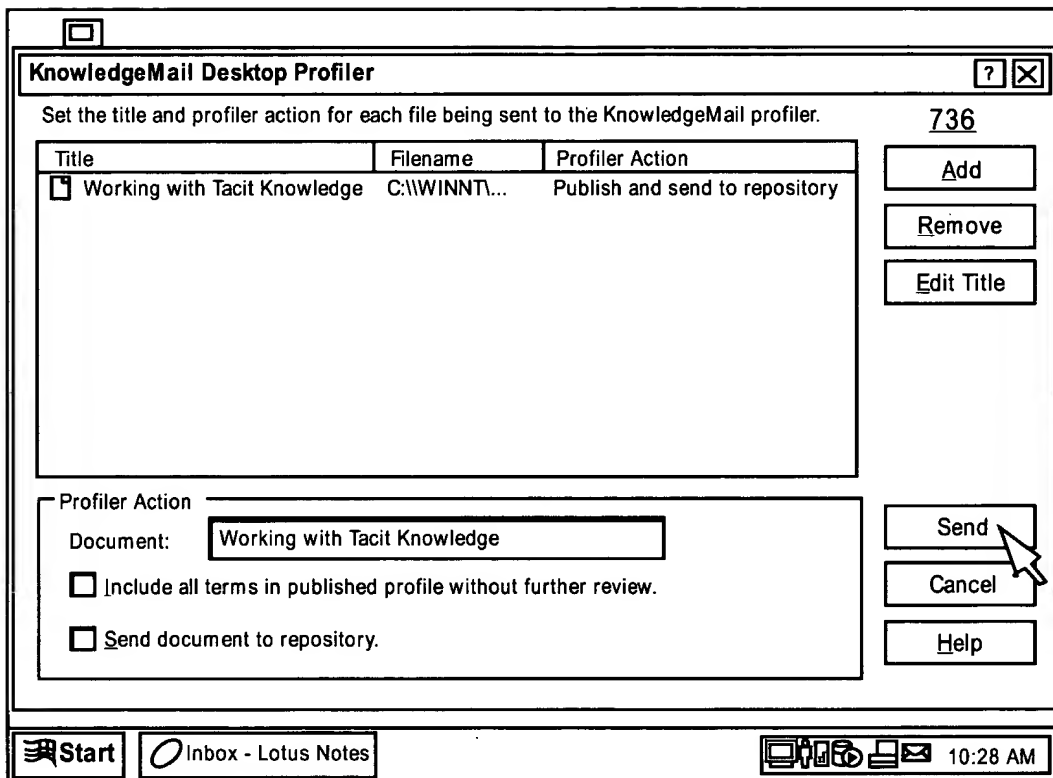 KnowledgeMail Desktop Profiler ?
Set the title and profiler action for each file being sent to the KnowledgeMail profiler.
736
Title Filename Profiler Action
Working with Tacit Knowledge C:\\WINNT\... Publish and send to repository
Add
Remove
Edit Title
Profiler Action
Document: Working with Tacit Knowledge
Include all terms in published profile without further review.
Send document to repository.
Send
Cancel
Help
Start Inbox - Lotus Notes 10:28 AM